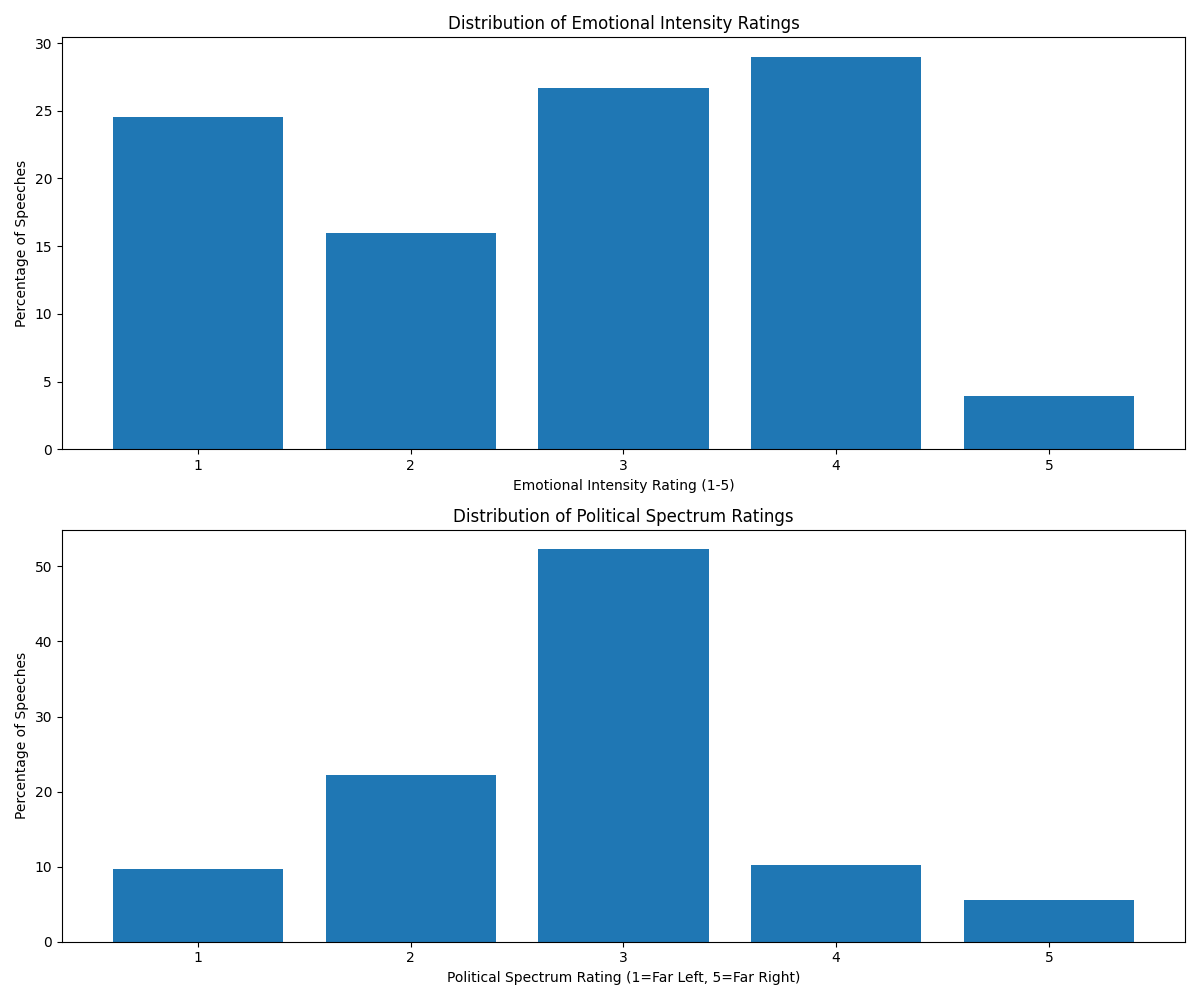 Distribution of Emotional Intensity Ratings
30
25
20
15
10
5
0
Percentage of Speeches
1 2 3 4 5
Emotional Intensity Rating (1-5)
Distribution of Political Spectrum Ratings
50
40
30
20
10
0
Percentage of Speeches
1 2 3 4 5
Political Spectrum Rating (1=Far Left, 5=Far Right)